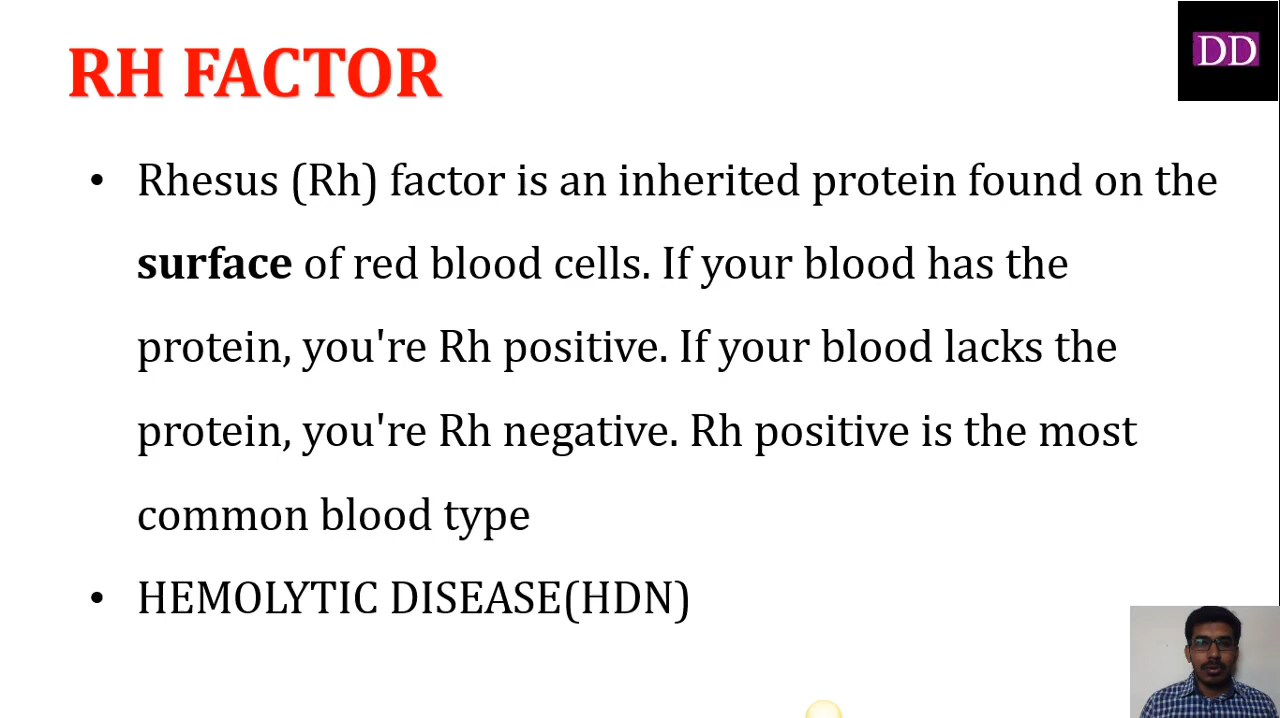 RH FACTOR
DD
• Rhesus (Rh) factor is an inherited protein found on the
surface of red blood cells. If your blood has the
protein, you're Rh positive. If your blood lacks the
protein, you're Rh negative. Rh positive is the most
common blood type
• HEMOLYTIC DISEASE(HDN)